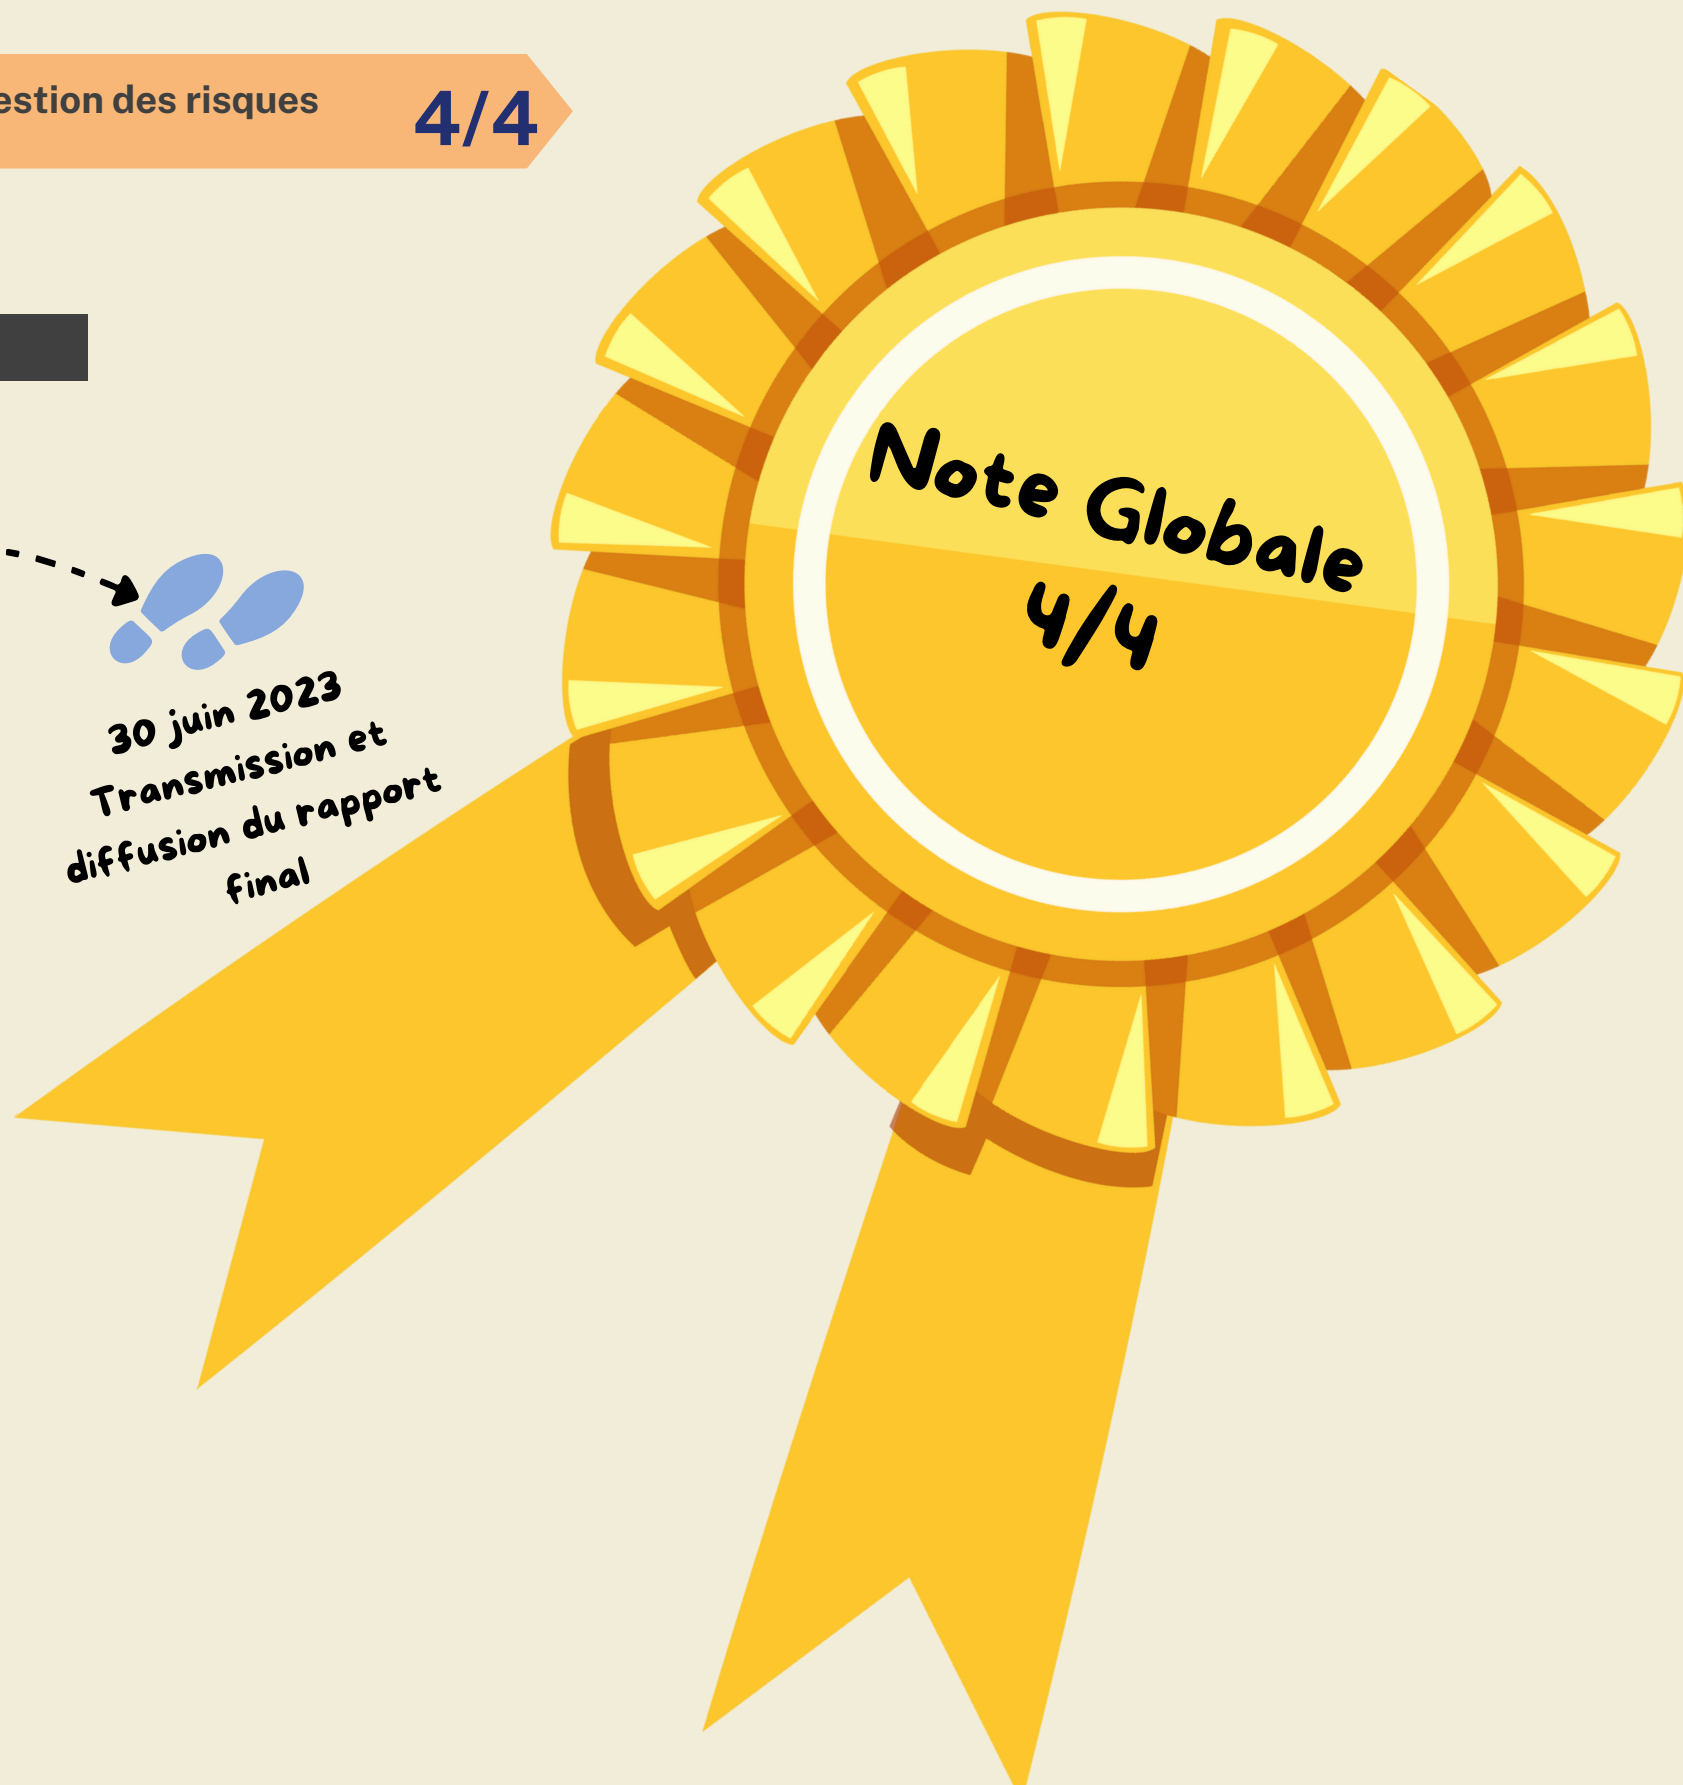 estion des risques
4/4
Note Globale
4/4
30 juin 2023
Transmission et
diffusion du rapport
final